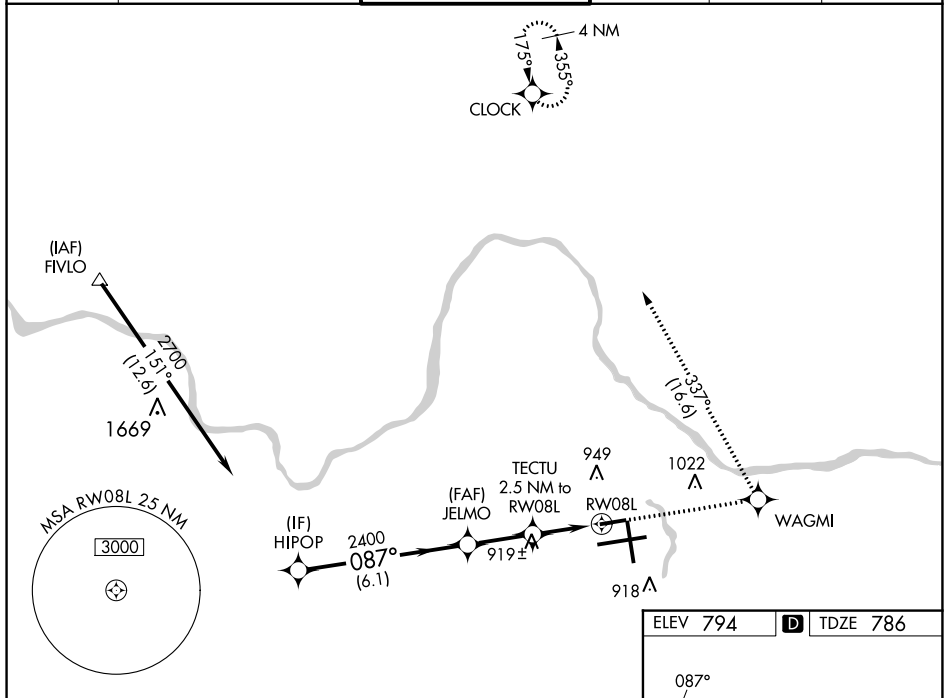 4 NM
175°
355°
CLOCK
(IAF)
FIVLO
2700
151°
(12.6)
1669
337°
(16.6)
949
1022
TECTU
2.5 NM to
RW08L
RW08L
(FAF)
JELMO
WAGMI
MSA RW08L 25 NM
3000
(IF)
HIPOP
2400
087°
(6.1)
919±
918
ELEV 794 D TDZE 786
087°